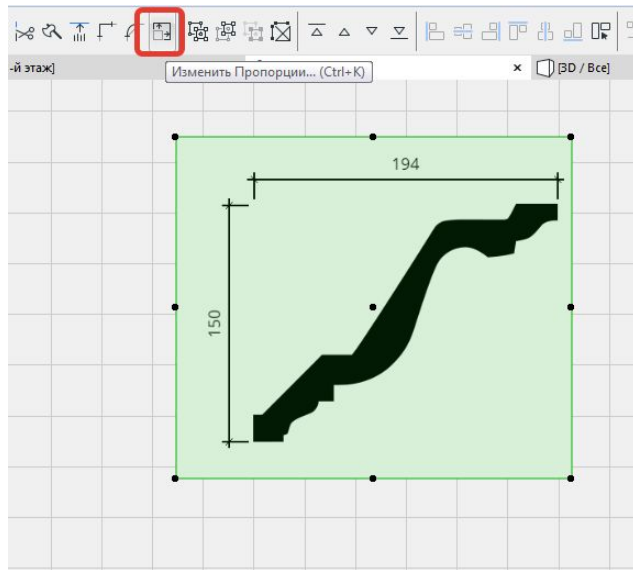 -й этаж]
× [3D / Все]
Изменить Пропорции... (Ctrl+K)
194
150